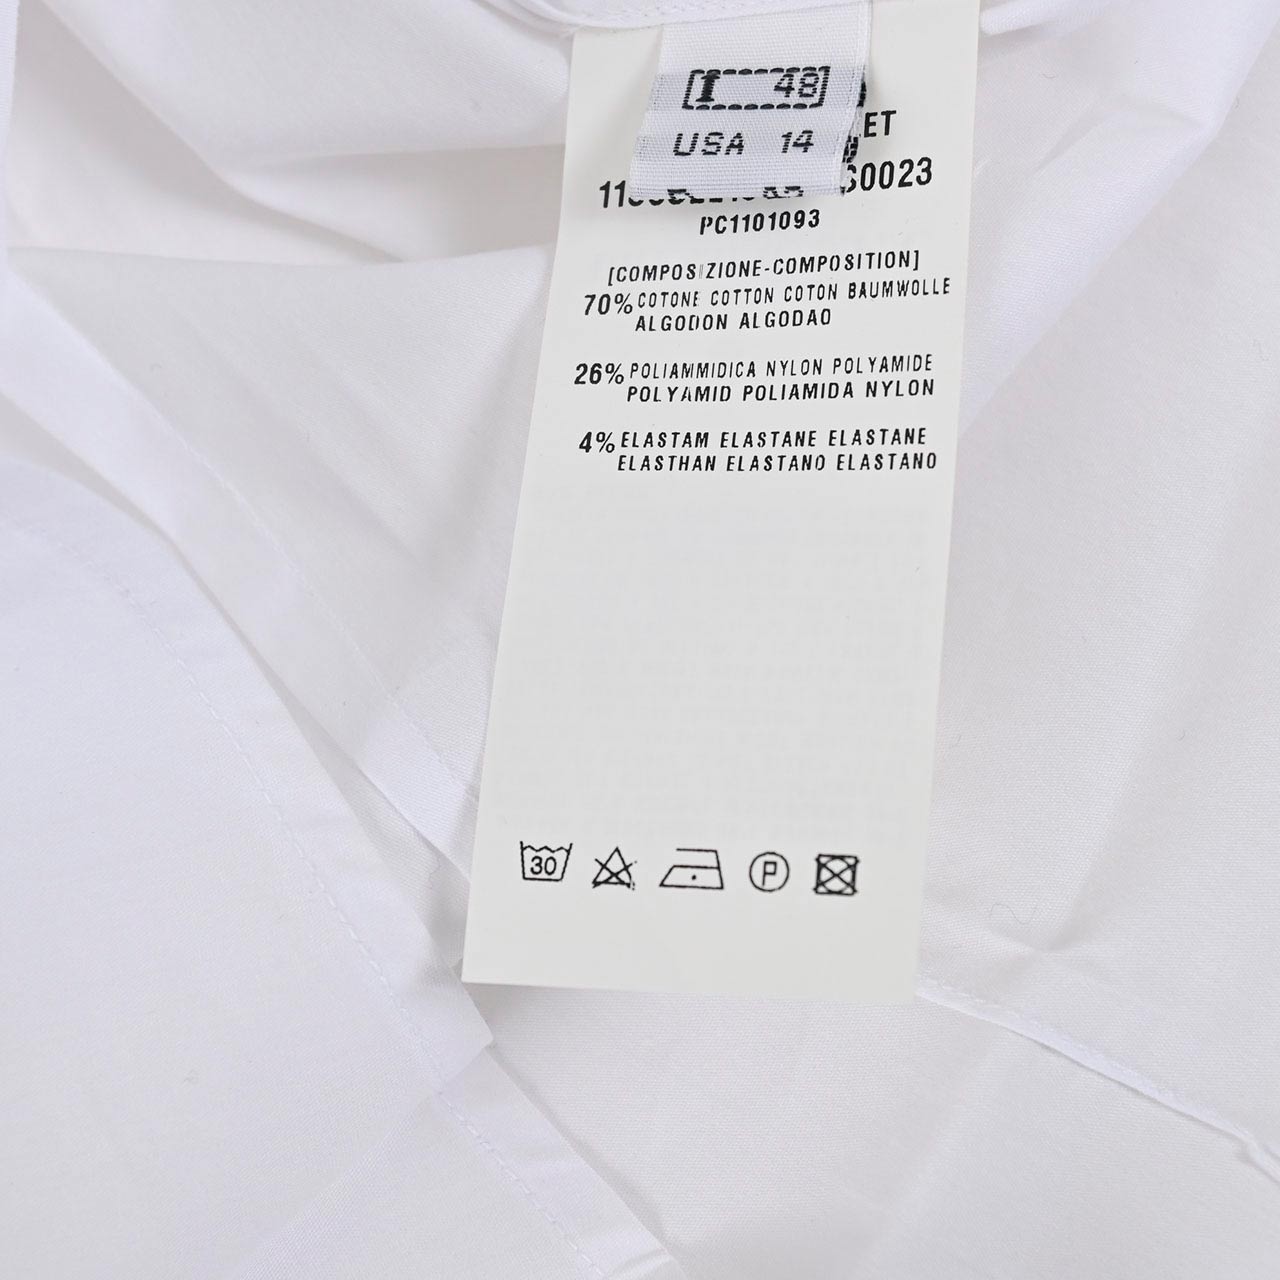 [I 48]
USA 14
PC1101093
[COMPOSIZIONE-COMPOSITION]
70% COTONE COTTON COTON BAUMWOLLE
ALGODON ALGODAO
26% POLIAMMIDICA NYLON POLYAMIDE
POLYAMID POLIAMIDA NYLON
4% ELASTAM ELASTANE ELASTANE
ELASTHAN ELASTANO ELASTANO
30 P